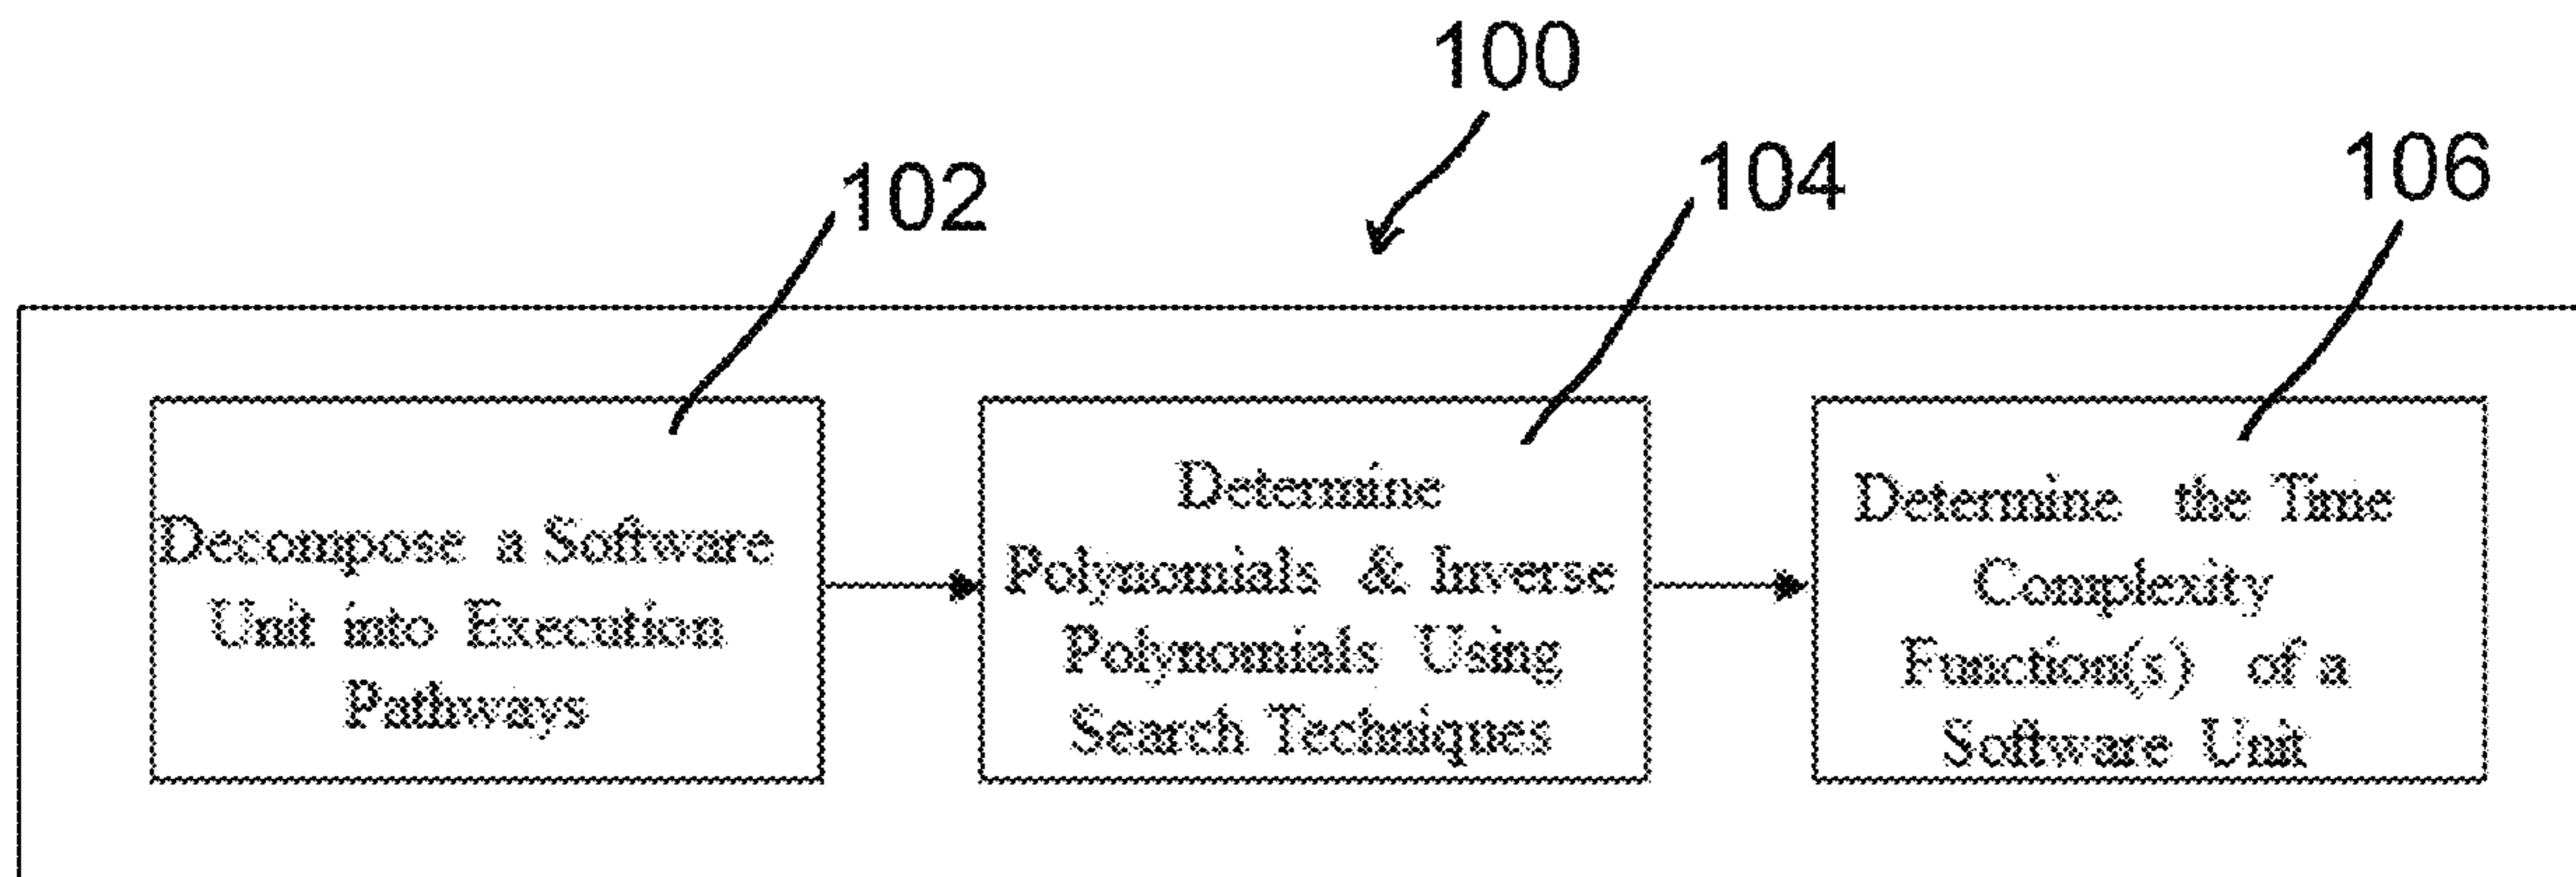 100
102
104
106
Decompose a Software
Unit into Execution
Pathways
Determine
Polynomials & Inverse
Polynomials Using
Search Techniques
Determine the Time
Complexity
Function(s) of a
Software Unit